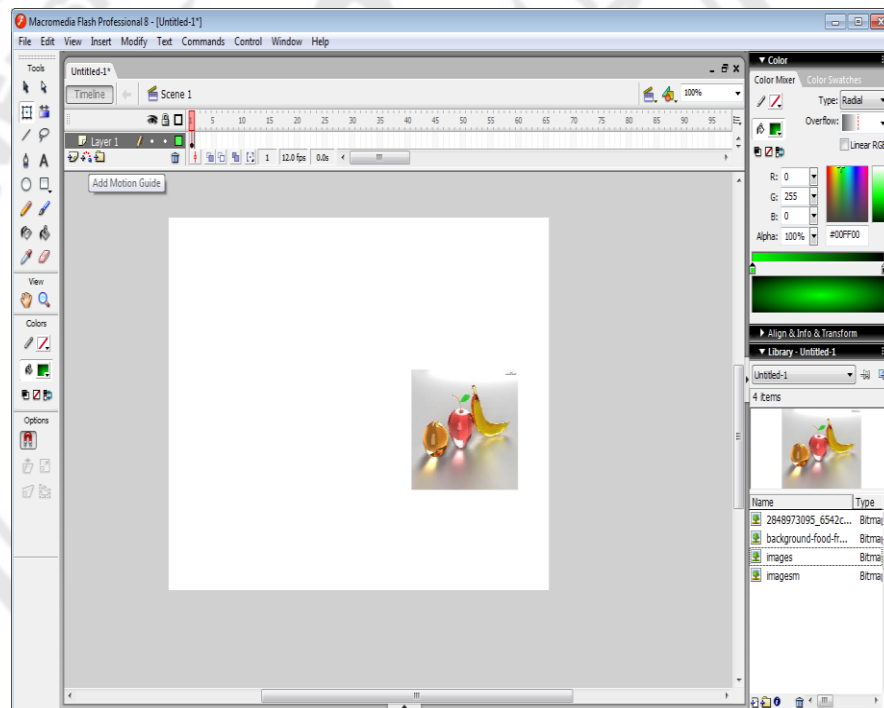 Macromedia Flash Professional 8 - [Untitled-1*]
File Edit View Insert Modify Text Commands Control Window Help
Tools
View
Colors
Options
Untitled-1*
Timeline Scene 1 100%
1 5 10 15 20 25 30 35 40 45 50 55 60 65 70 75 80 85 90 95
Layer 1
1 12.0 fps 0.0s
Add Motion Guide
Color
Color Mixer Color Swatches
Type: Radial
Overflow:
Linear RGB
R: 0
G: 255
B: 0
Alpha: 100% #00FF00
Align & Info & Transform
Library - Untitled-1
Untitled-1
4 items
Name Type
2848973095_6542c... Bitma
background-food-fr... Bitma
images Bitma
imagesm Bitma